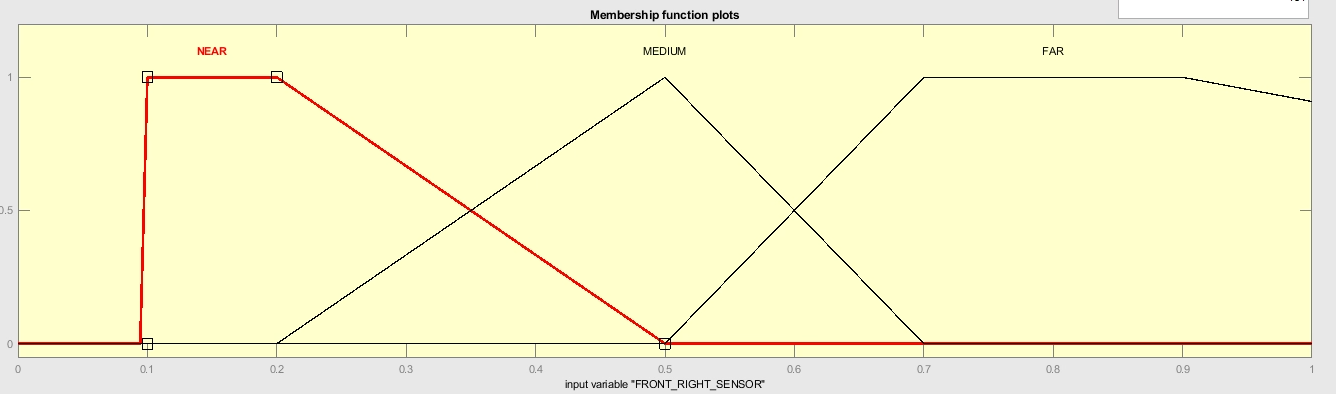 Membership function plots
NEAR MEDIUM FAR
1
0.5
0
0 0.1 0.2 0.3 0.4 0.5 0.6 0.7 0.8 0.9 1
input variable "FRONT_RIGHT_SENSOR"